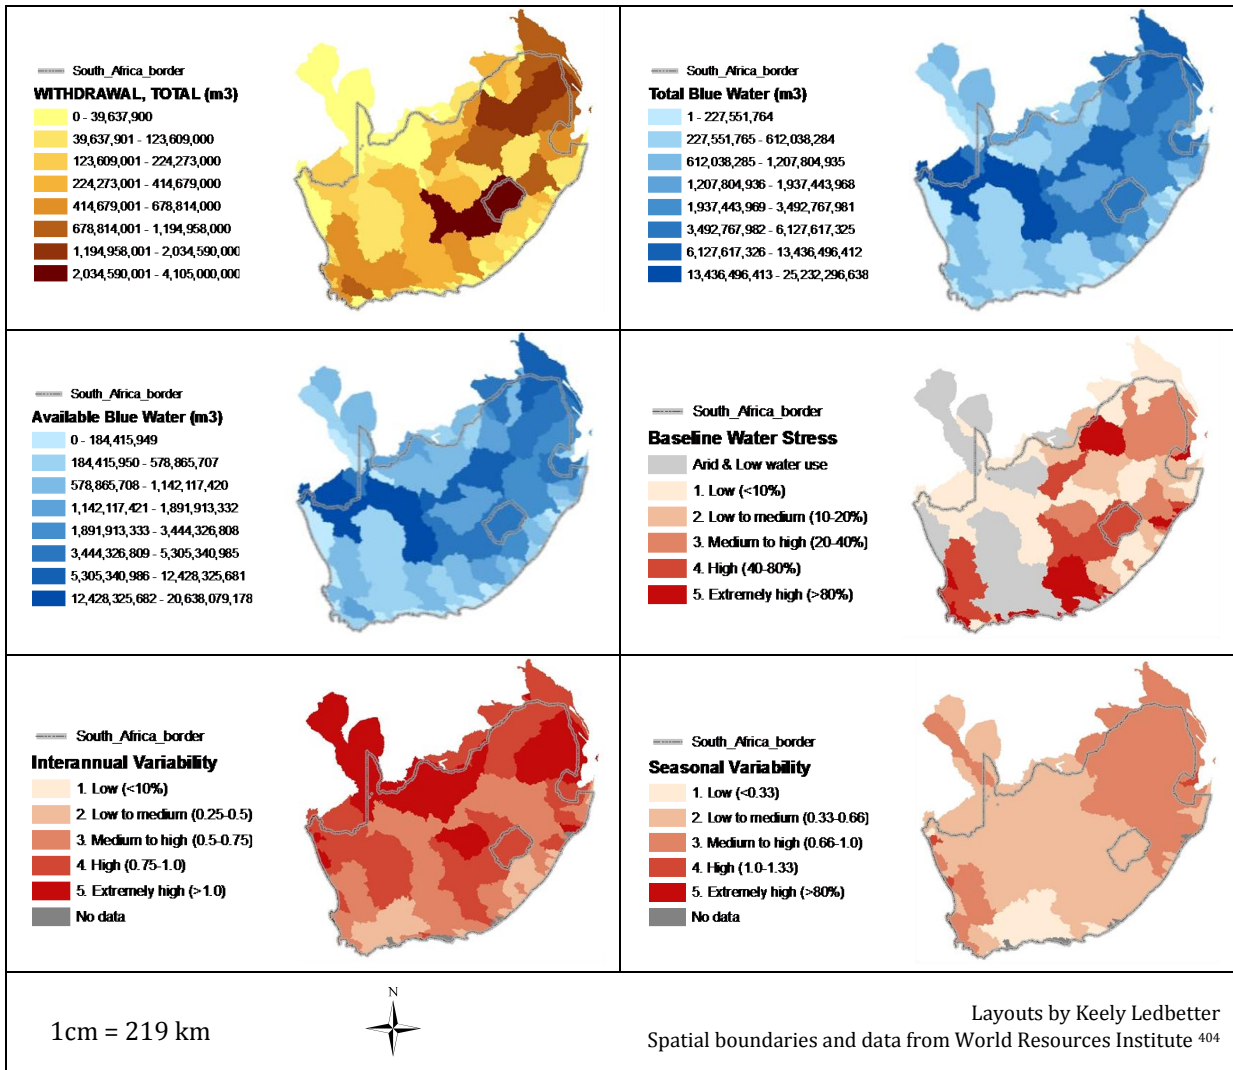 South_Africa_border
WITHDRAWAL, TOTAL (m3)
0 - 39,637,900
39,637,901 - 123,609,000
123,609,001 - 224,273,000
224,273,001 - 414,679,000
414,679,001 - 678,814,000
678,814,001 - 1,194,958,000
1,194,958,001 - 2,034,590,000
2,034,590,001 - 4,105,000,000
South_Africa_border
Total Blue Water (m3)
1 - 227,551,764
227,551,765 - 612,038,284
612,038,285 - 1,207,804,935
1,207,804,936 - 1,937,443,968
1,937,443,969 - 3,492,767,981
3,492,767,982 - 6,127,617,325
6,127,617,326 - 13,436,496,412
13,436,496,413 - 25,232,296,638
South_Africa_border
Available Blue Water (m3)
0 - 184,415,949
184,415,950 - 578,865,707
578,865,708 - 1,142,117,420
1,142,117,421 - 1,891,913,332
1,891,913,333 - 3,444,326,808
3,444,326,809 - 5,305,340,985
5,305,340,986 - 12,428,325,681
12,428,325,682 - 20,638,079,178
South_Africa_border
Baseline Water Stress
Arid & Low water use
1. Low (<10%)
2. Low to medium (10-20%)
3. Medium to high (20-40%)
4. High (40-80%)
5. Extremely high (>80%)
South_Africa_border
Interannual Variability
1. Low (<10%)
2. Low to medium (0.25-0.5)
3. Medium to high (0.5-0.75)
4. High (0.75-1.0)
5. Extremely high (>1.0)
No data
South_Africa_border
Seasonal Variability
1. Low (<0.33)
2. Low to medium (0.33-0.66)
3. Medium to high (0.66-1.0)
4. High (1.0-1.33)
5. Extremely high (>80%)
No data
1cm = 219 km
N
Layouts by Keely Ledbetter
Spatial boundaries and data from World Resources Institute 404